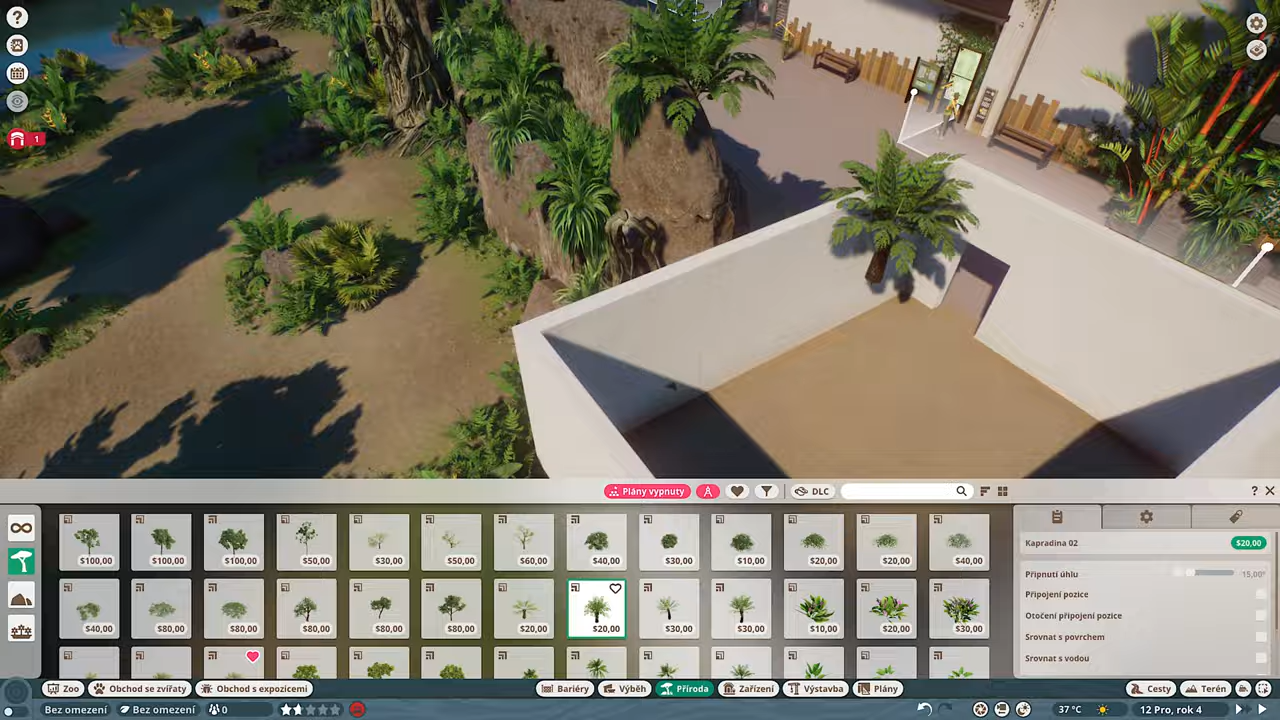 ?
1
Plány vypnuty
DLC
? ×
$100,00 $100,00 $100,00 $50,00 $30,00 $50,00 $60,00 $40,00 $30,00 $10,00 $20,00 $20,00 $40,00
$40,00 $80,00 $80,00 $80,00 $80,00 $80,00 $20,00 $20,00 $30,00 $30,00 $10,00 $20,00 $30,00
Kapradina 02 $20,00
Připnutí úhlu 15,00°
Připojení pozice
Otočení připojení pozice
Srovnat s povrchem
Srovnat s vodou
Zoo Obchod se zvířaty Obchod s expozicemi Bariéry Výběh Příroda Zařízení Výstavba Plány Cesty Terén
Bez omezení Bez omezení 0 37 °C 12 Pro, rok 4